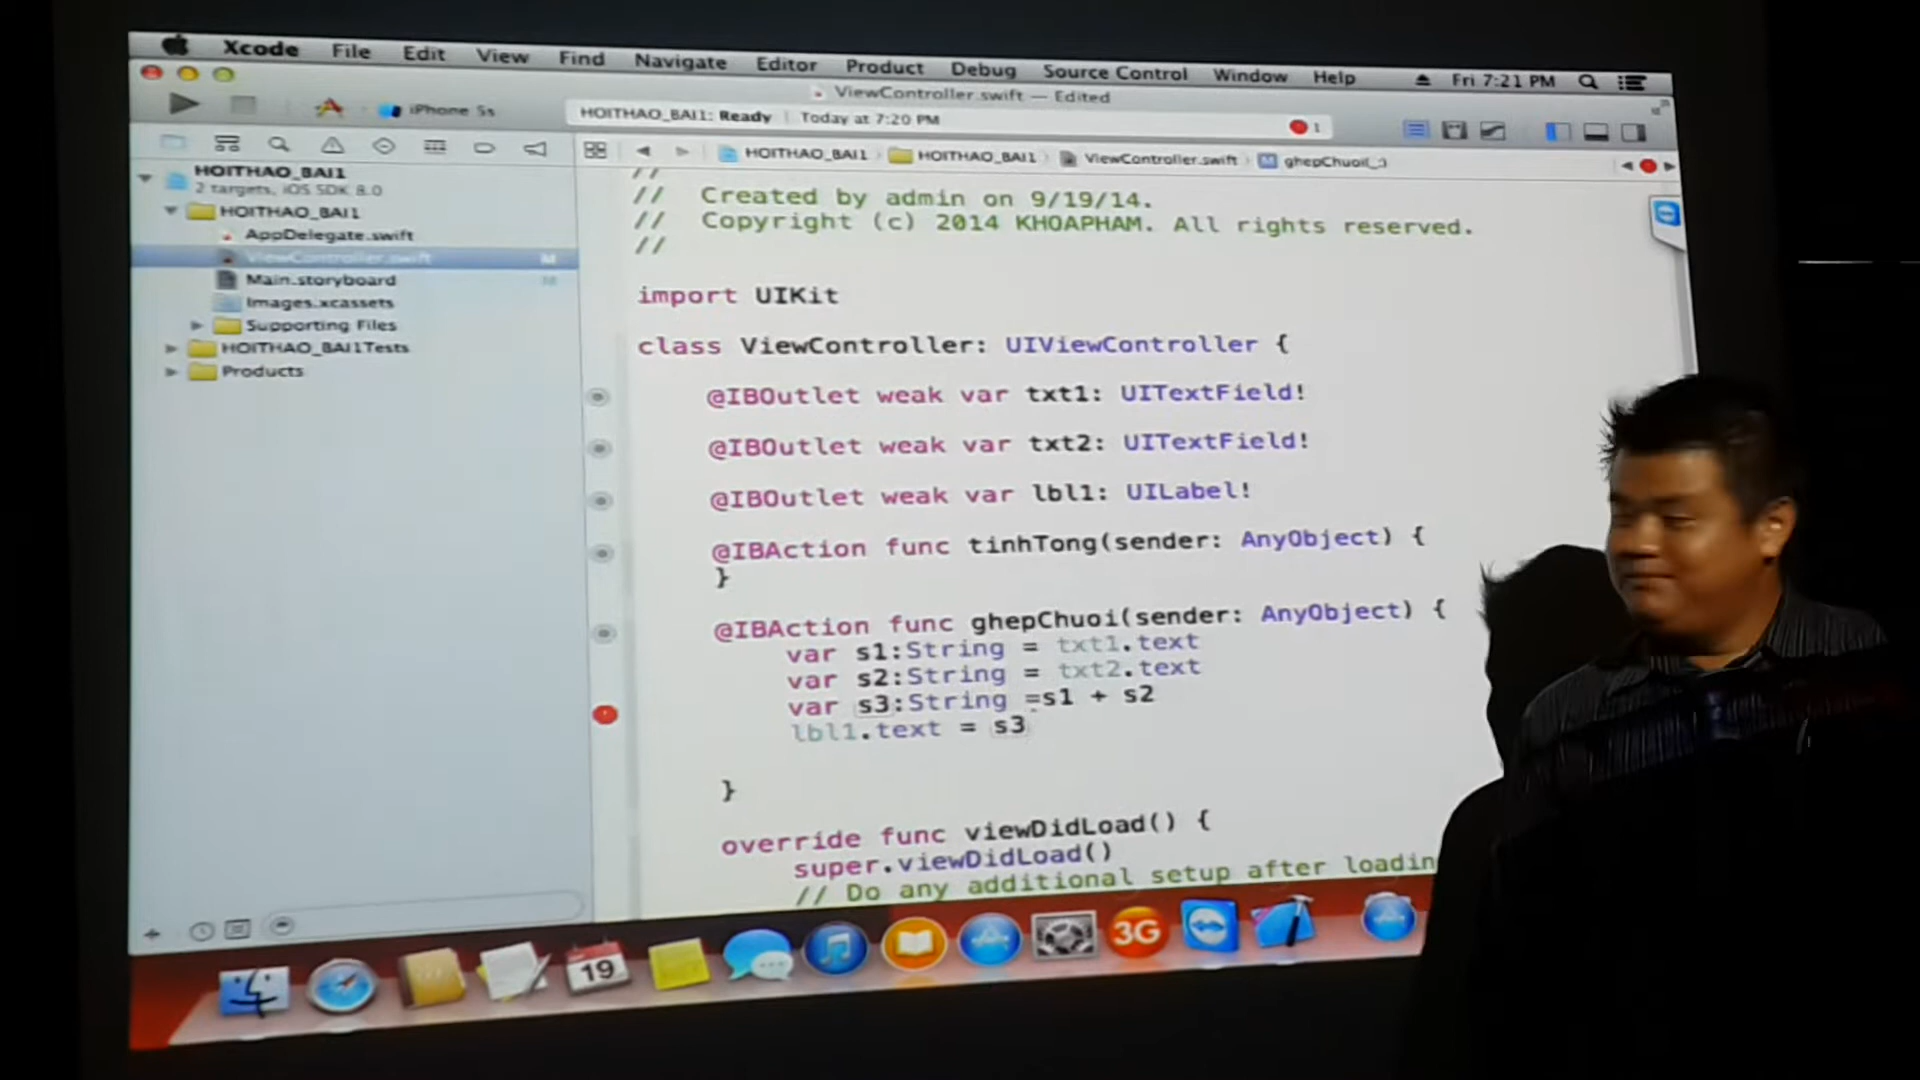 Xcode File Edit View Find Navigate Editor Product Debug Source Control Window Help Fri 7:21 PM
ViewController.swift — Edited
iPhone 5s
HOITHAO_BAI1: Ready Today at 7:20 PM
1
HOITHAO_BAI1 HOITHAO_BAI1 ViewController.swift M ghepChuoi(_:)
HOITHAO_BAI1
2 targets, iOS SDK 8.0
HOITHAO_BAI1
AppDelegate.swift
ViewController.swift M
Main.storyboard M
Images.xcassets
Supporting Files
HOITHAO_BAI1Tests
Products
//
// Created by admin on 9/19/14.
// Copyright (c) 2014 KHOAPHAM. All rights reserved.
//
import UIKit
class ViewController: UIViewController {
@IBOutlet weak var txt1: UITextField!
@IBOutlet weak var txt2: UITextField!
@IBOutlet weak var lbl1: UILabel!
@IBAction func tinhTong(sender: AnyObject) {
}
@IBAction func ghepChuoi(sender: AnyObject) {
var s1:String = txt1.text
var s2:String = txt2.text
var s3:String =s1 + s2
lbl1.text = s3
}
override func viewDidLoad() {
super.viewDidLoad()
// Do any additional setup after loadin
19
3G